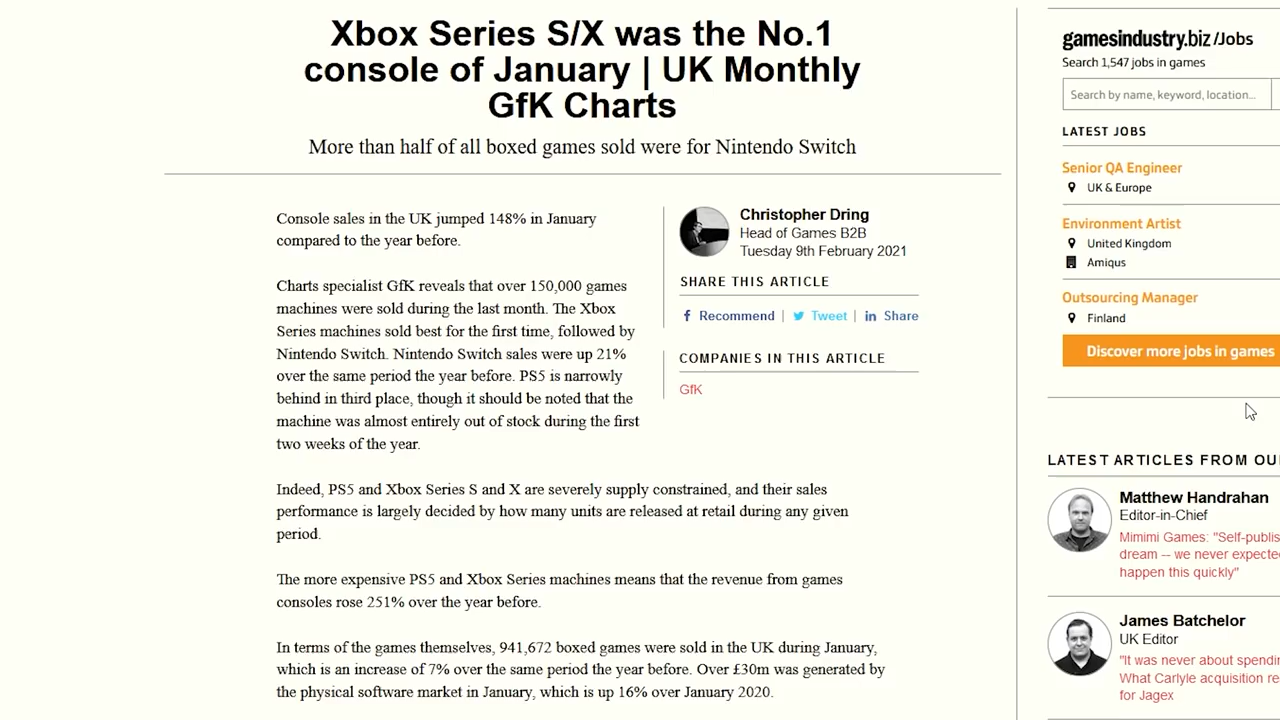 Xbox Series S/X was the No.1
console of January | UK Monthly
GfK Charts
More than half of all boxed games sold were for Nintendo Switch
Console sales in the UK jumped 148% in January
compared to the year before.
Charts specialist GfK reveals that over 150,000 games
machines were sold during the last month. The Xbox
Series machines sold best for the first time, followed by
Nintendo Switch. Nintendo Switch sales were up 21%
over the same period the year before. PS5 is narrowly
behind in third place, though it should be noted that the
machine was almost entirely out of stock during the first
two weeks of the year.
Christopher Dring
Head of Games B2B
Tuesday 9th February 2021
SHARE THIS ARTICLE
Recommend | Tweet | in Share
COMPANIES IN THIS ARTICLE
GfK
Indeed, PS5 and Xbox Series S and X are severely supply constrained, and their sales
performance is largely decided by how many units are released at retail during any given
period.
The more expensive PS5 and Xbox Series machines means that the revenue from games
consoles rose 251% over the year before.
In terms of the games themselves, 941,672 boxed games were sold in the UK during January,
which is an increase of 7% over the same period the year before. Over £30m was generated by
the physical software market in January, which is up 16% over January 2020.
gamesindustry.biz /Jobs
Search 1,547 jobs in games
Search by name, keyword, location...
LATEST JOBS
Senior QA Engineer
UK & Europe
Environment Artist
United Kingdom
Amiqus
Outsourcing Manager
Finland
Discover more jobs in games
LATEST ARTICLES FROM OU
Matthew Handrahan
Editor-in-Chief
Mimimi Games: "Self-publis
dream -- we never expecte
happen this quickly"
James Batchelor
UK Editor
"It was never about spendin
What Carlyle acquisition re
for Jagex